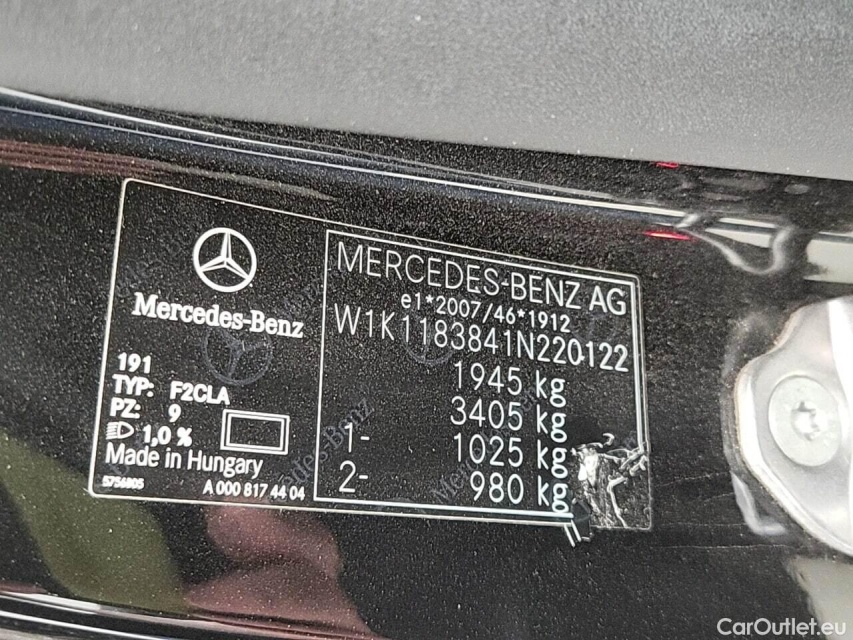 Mercedes-Benz
191
TYP: F2CLA
PZ: 9
1,0 %
Made in Hungary
5756805 A 000 817 44 04
MERCEDES-BENZ AG
e1*2007/46*1912
W1K1183841N220122
1945 kg
3405 kg
1- 1025 kg
2- 980 kg
CarOutlet.eu